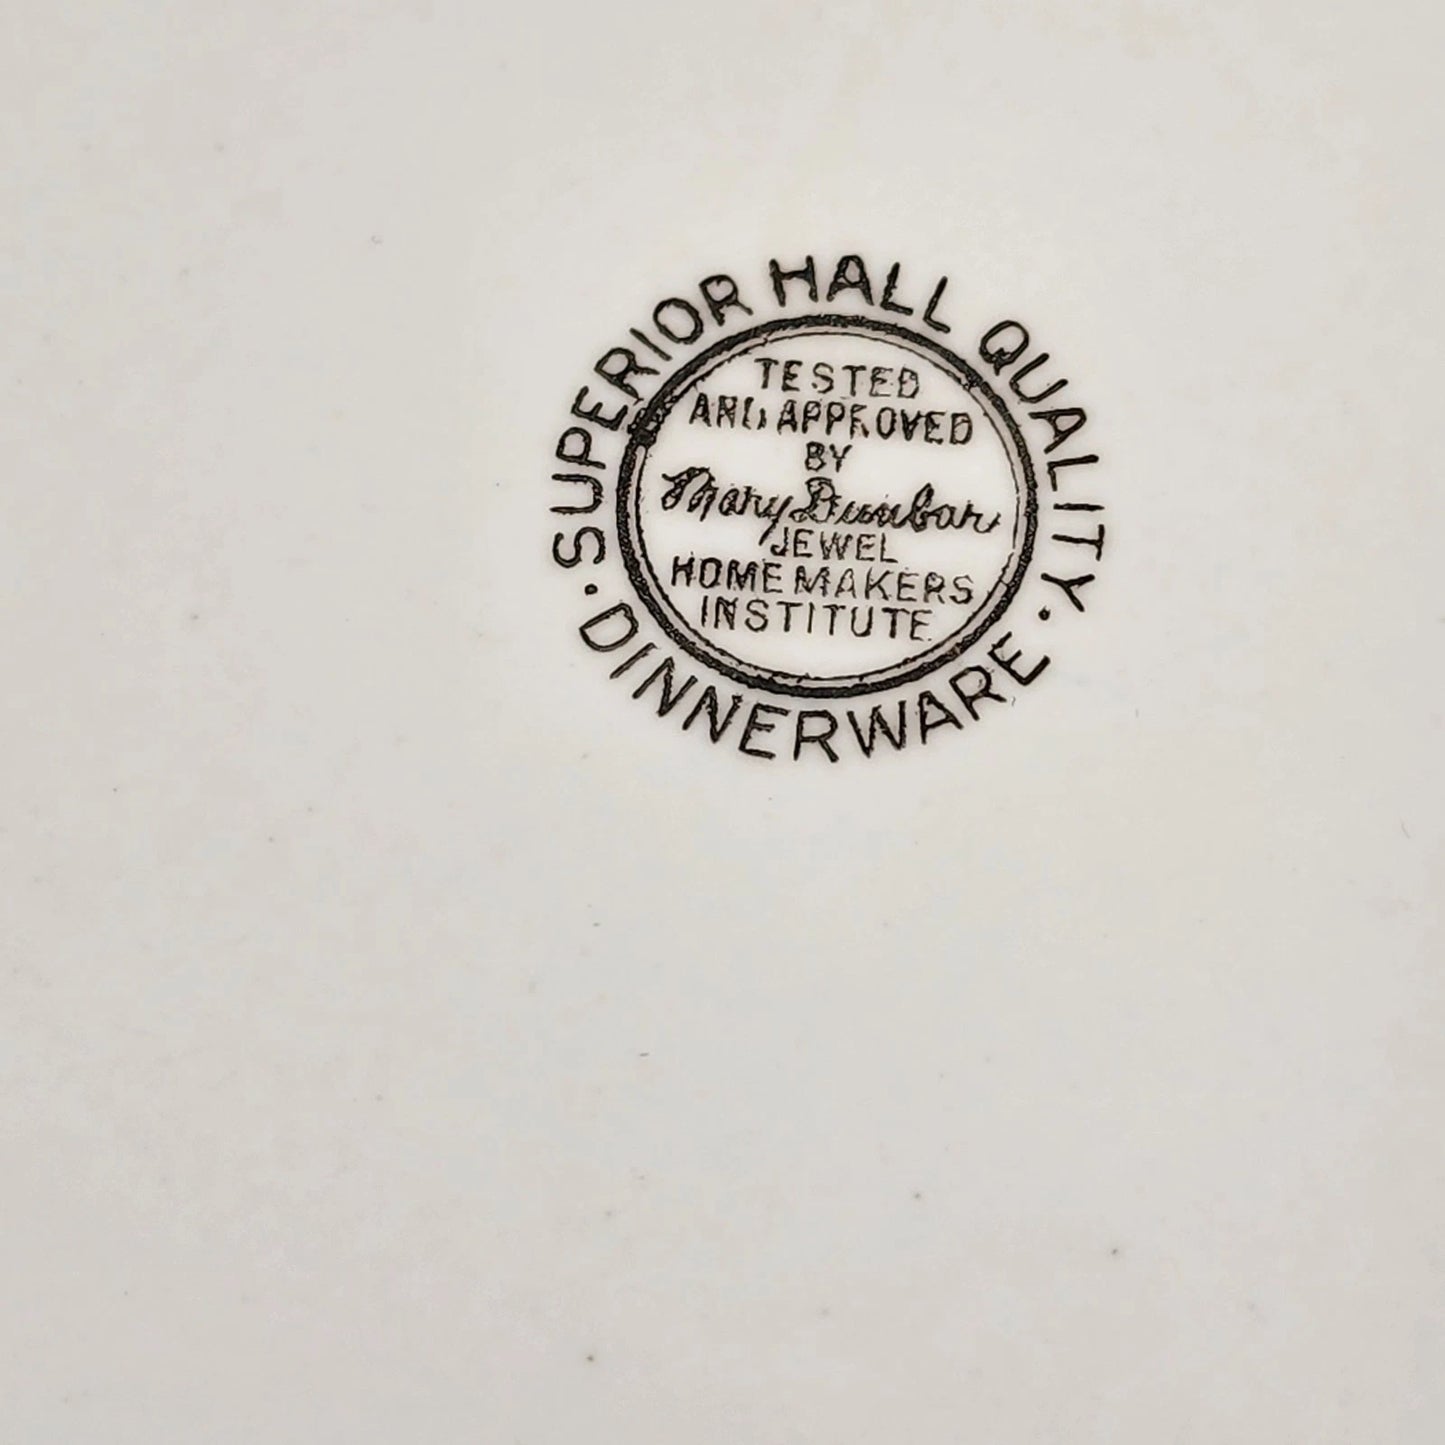 SUPERIOR HALL QUALITY
TESTED
AND APPROVED
BY
Mary Dunbar
JEWEL
HOMEMAKERS
INSTITUTE
· DINNERWARE ·